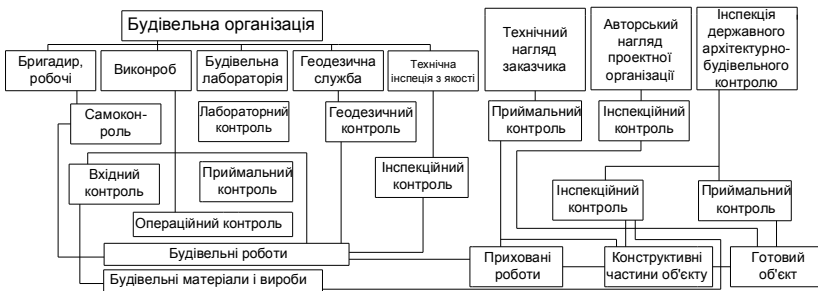 Будівельна організація
Технічний
нагляд
заказчика
Авторський
нагляд
проектної
організації
Інспекція
державного
архітектурно-
будівельного
контролю
Бригадир,
робочі
Виконроб
Будівельна
лабораторія
Геодезична
служба
Технічна
інспеція з якості
Самокон-
роль
Лабораторний
контроль
Геодезичний
контроль
Приймальний
контроль
Інспекційний
контроль
Вхідний
контроль
Приймальний
контроль
Інспекційний
контроль
Інспекційний
контроль
Приймальний
контроль
Операційний контроль
Будівельні роботи
Приховані
роботи
Конструктивні
частини об'єкту
Готовий
об'єкт
Будівельні матеріали і вироби